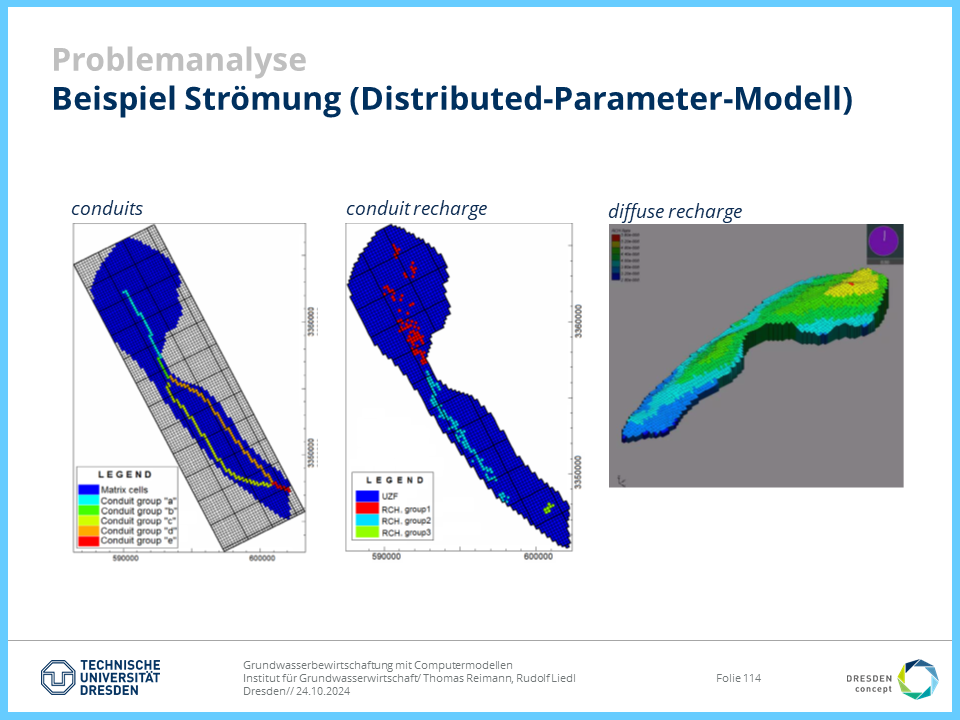 Problemanalyse
Beispiel Strömung (Distributed-Parameter-Modell)
conduits
conduit recharge
diffuse recharge
3360000
3350000
LEGEND
Matrix cells
Conduit group "a"
Conduit group "b"
Conduit group "c"
Conduit group "d"
Conduit group "e"
590000
600000
3360000
3350000
LEGEND
UZF
RCH. group1
RCH. group2
RCH. group3
590000
600000
TECHNISCHE
UNIVERSITÄT
DRESDEN
Grundwasserbewirtschaftung mit Computermodellen
Institut für Grundwasserwirtschaft/ Thomas Reimann, Rudolf Liedl
Dresden// 24.10.2024
Folie 114
DRESDEN
concept